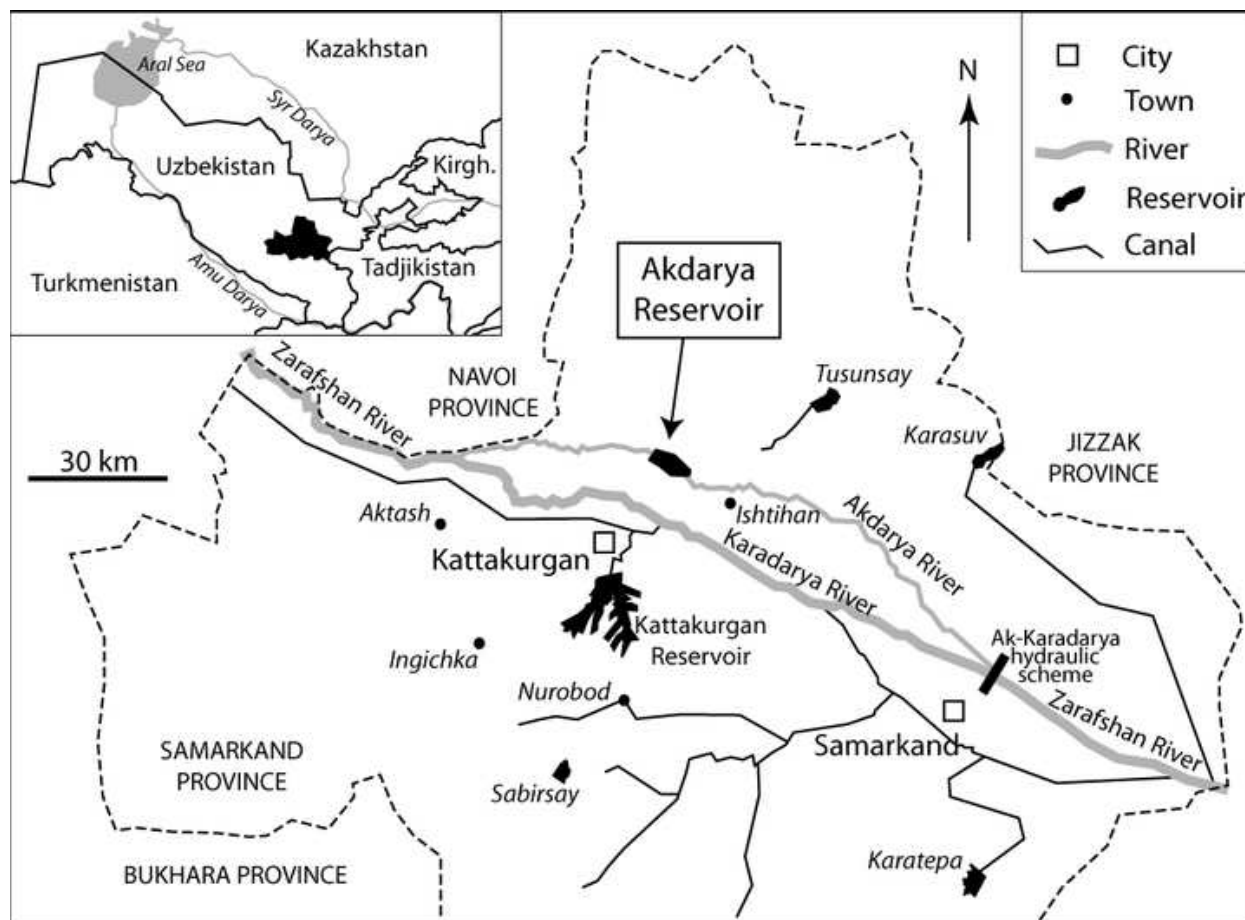 Kazakhstan
Aral Sea
Syr Darya
Uzbekistan
Kirgh.
Turkmenistan
Amu Darya
Tadjikistan
N
City
Town
River
Reservoir
Canal
Akdarya
Reservoir
Zarafshan River
NAVOI
PROVINCE
Tusunsay
Karasuv
JIZZAK
PROVINCE
30 km
Aktash
Ishtihan
Akdarya River
Kattakurgan
Karadarya River
Kattakurgan
Reservoir
Ak-Karadarya
hydraulic
scheme
Ingichka
Nurobod
Samarkand
Zarafshan River
SAMARKAND
PROVINCE
Sabirsay
Karatepa
BUKHARA PROVINCE